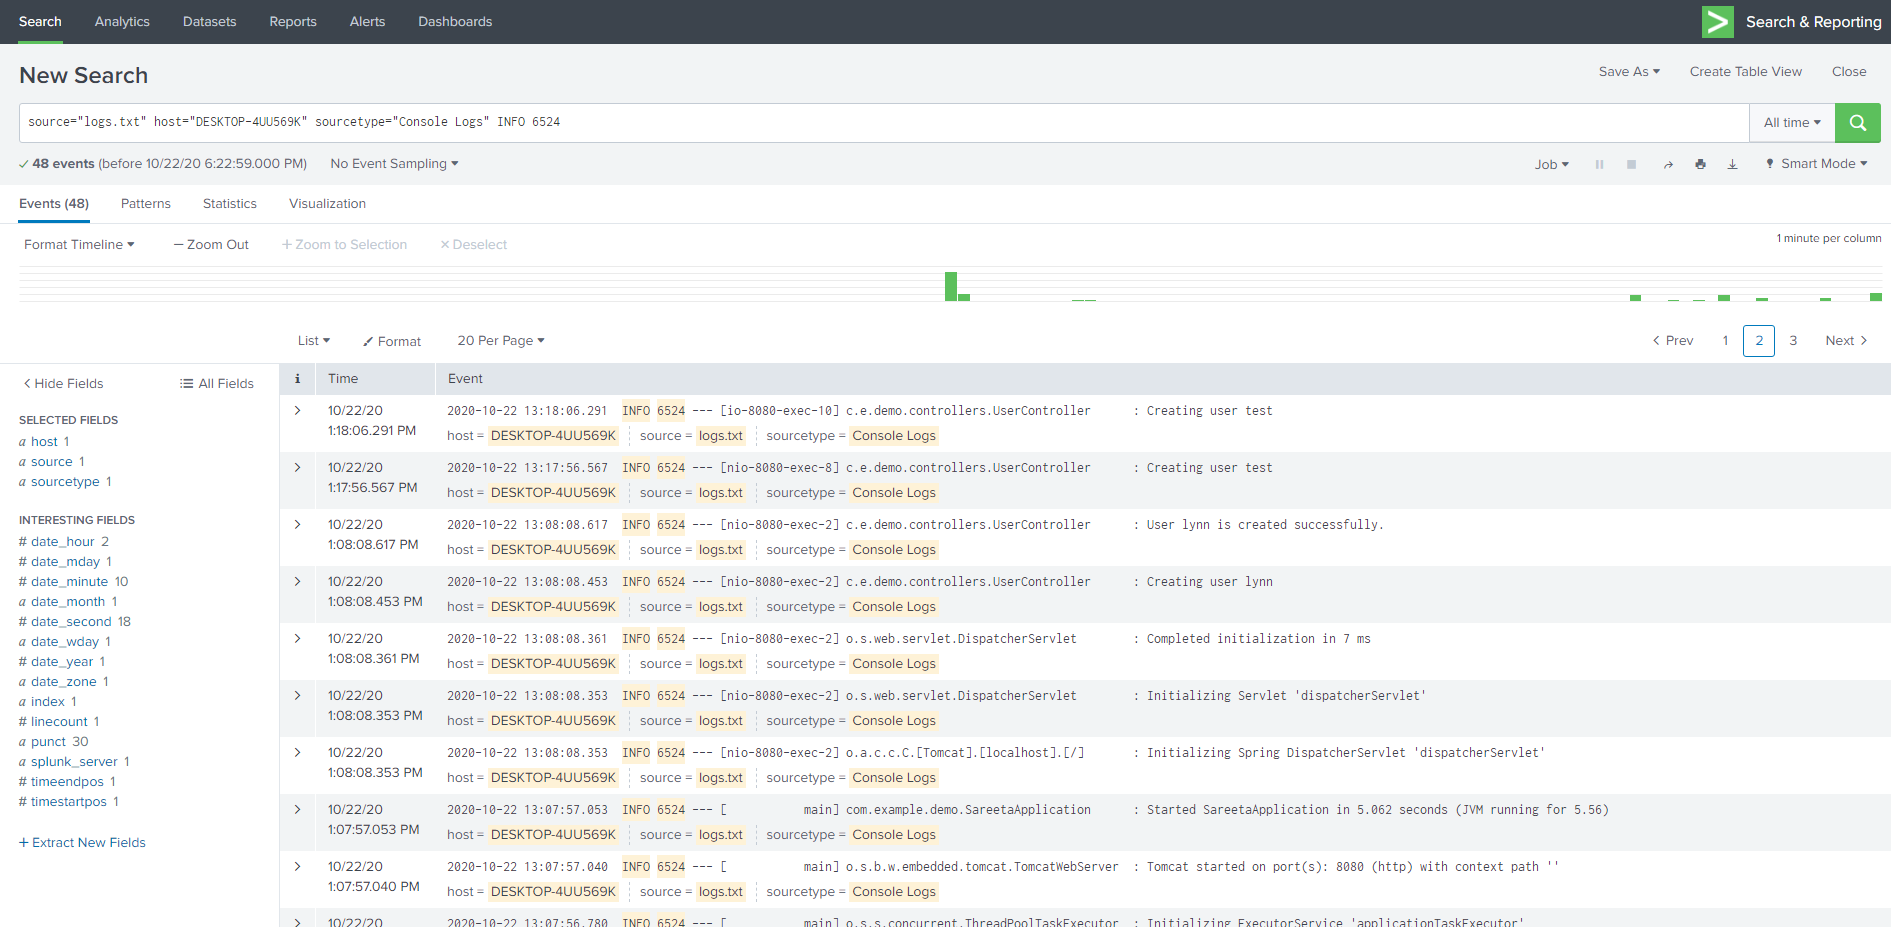 Search Analytics Datasets Reports Alerts Dashboards Search & Reporting
New Search Save As Create Table View Close
source="logs.txt" host="DESKTOP-4UU569K" sourcetype="Console Logs" INFO 6524 All time
48 events (before 10/22/20 6:22:59.000 PM) No Event Sampling Job Smart Mode
Events (48) Patterns Statistics Visualization
Format Timeline — Zoom Out + Zoom to Selection × Deselect 1 minute per column
List Format 20 Per Page < Prev 1 2 3 Next >
< Hide Fields All Fields
SELECTED FIELDS
a host 1
a source 1
a sourcetype 1
INTERESTING FIELDS
# date_hour 2
# date_mday 1
# date_minute 10
a date_month 1
# date_second 18
a date_wday 1
# date_year 1
a date_zone 1
a index 1
# linecount 1
a punct 30
a splunk_server 1
# timeendpos 1
# timestartpos 1
+ Extract New Fields
i Time Event
> 10/22/20 2020-10-22 13:18:06.291 INFO 6524 --- [io-8080-exec-10] c.e.demo.controllers.UserController : Creating user test
1:18:06.291 PM host = DESKTOP-4UU569K source = logs.txt sourcetype = Console Logs
> 10/22/20 2020-10-22 13:17:56.567 INFO 6524 --- [nio-8080-exec-8] c.e.demo.controllers.UserController : Creating user test
1:17:56.567 PM host = DESKTOP-4UU569K source = logs.txt sourcetype = Console Logs
> 10/22/20 2020-10-22 13:08:08.617 INFO 6524 --- [nio-8080-exec-2] c.e.demo.controllers.UserController : User lynn is created successfully.
1:08:08.617 PM host = DESKTOP-4UU569K source = logs.txt sourcetype = Console Logs
> 10/22/20 2020-10-22 13:08:08.453 INFO 6524 --- [nio-8080-exec-2] c.e.demo.controllers.UserController : Creating user lynn
1:08:08.453 PM host = DESKTOP-4UU569K source = logs.txt sourcetype = Console Logs
> 10/22/20 2020-10-22 13:08:08.361 INFO 6524 --- [nio-8080-exec-2] o.s.web.servlet.DispatcherServlet : Completed initialization in 7 ms
1:08:08.361 PM host = DESKTOP-4UU569K source = logs.txt sourcetype = Console Logs
> 10/22/20 2020-10-22 13:08:08.353 INFO 6524 --- [nio-8080-exec-2] o.s.web.servlet.DispatcherServlet : Initializing Servlet 'dispatcherServlet'
1:08:08.353 PM host = DESKTOP-4UU569K source = logs.txt sourcetype = Console Logs
> 10/22/20 2020-10-22 13:08:08.353 INFO 6524 --- [nio-8080-exec-2] o.a.c.c.C.[Tomcat].[localhost].[/] : Initializing Spring DispatcherServlet 'dispatcherServlet'
1:08:08.353 PM host = DESKTOP-4UU569K source = logs.txt sourcetype = Console Logs
> 10/22/20 2020-10-22 13:07:57.053 INFO 6524 --- [ main] com.example.demo.SareetaApplication : Started SareetaApplication in 5.062 seconds (JVM running for 5.56)
1:07:57.053 PM host = DESKTOP-4UU569K source = logs.txt sourcetype = Console Logs
> 10/22/20 2020-10-22 13:07:57.040 INFO 6524 --- [ main] o.s.b.w.embedded.tomcat.TomcatWebServer : Tomcat started on port(s): 8080 (http) with context path ''
1:07:57.040 PM host = DESKTOP-4UU569K source = logs.txt sourcetype = Console Logs
> 10/22/20 2020-10-22 13:07:56.780 INFO 6524 --- [ main] o.s.s.concurrent.ThreadPoolTaskExecutor : Initializing ExecutorService 'applicationTaskExecutor'